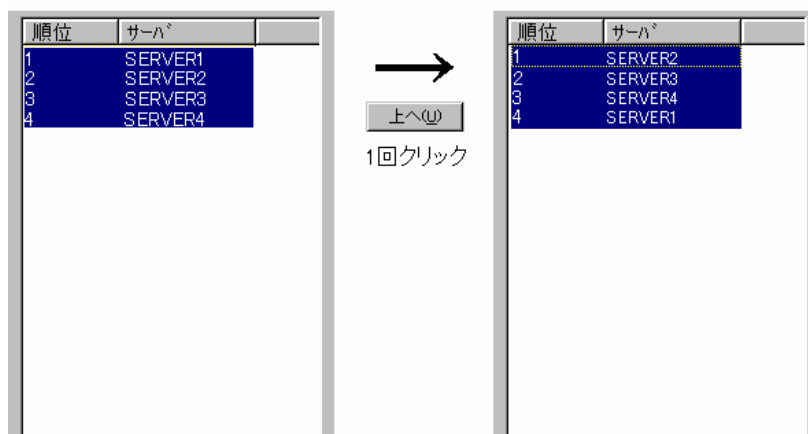 順位 サーバ
1 SERVER1
2 SERVER2
3 SERVER3
4 SERVER4
上へ(U)
1回クリック
順位 サーバ
1 SERVER2
2 SERVER3
3 SERVER4
4 SERVER1